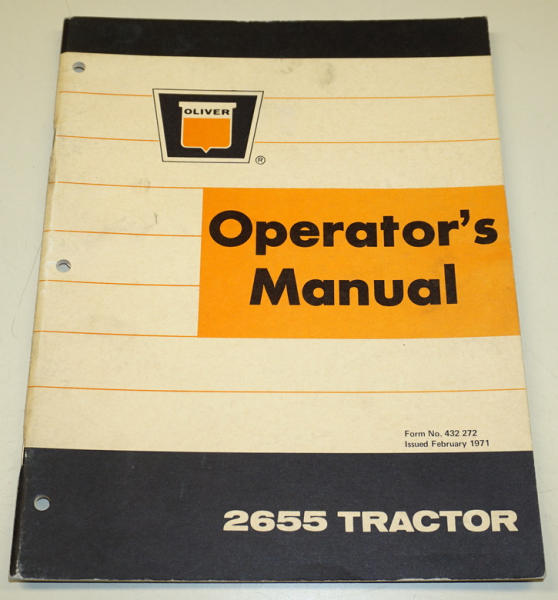 OLIVER
®
Operator's
Manual
Form No. 432 272
Issued February 1971
2655 TRACTOR